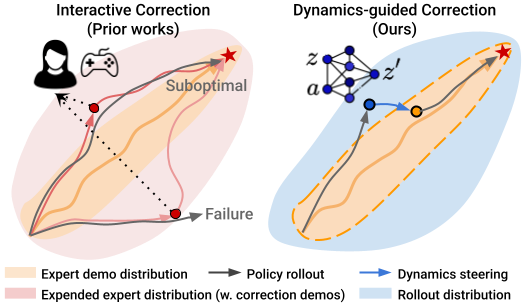 Interactive Correction
(Prior works)
Dynamics-guided Correction
(Ours)
z
a
z′
Suboptimal
Failure
Expert demo distribution
Policy rollout
Dynamics steering
Expended expert distribution (w. correction demos)
Rollout distribution